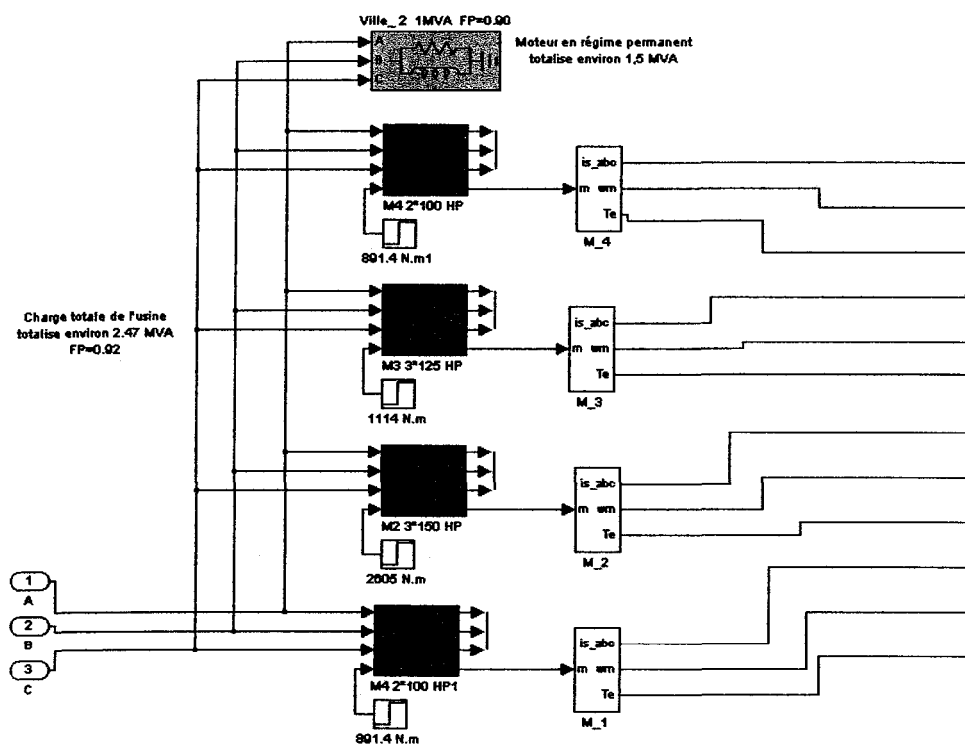 Ville_ 2 1MVA FP=0.90
A
B
C
Moteur en régime permanent
totalise environ 1,5 MVA
M4 2*100 HP
891.4 N.m1
is_abc
m wm
Te
M_4
Charge totale de l'usine
totalise environ 2.47 MVA
FP=0.92
M3 3*125 HP
1114 N.m
is_abc
m wm
Te
M_3
M2 3*150 HP
2605 N.m
is_abc
m wm
Te
M_2
1
A
2
B
3
C
M4 2*100 HP1
891.4 N.m
is_abc
m wm
Te
M_1